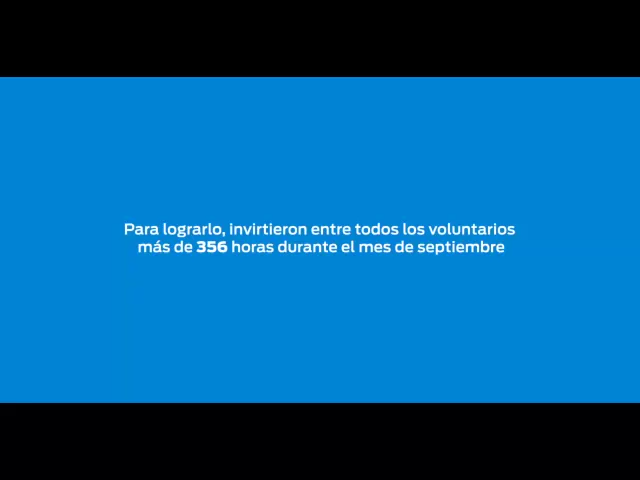 Para lograrlo, invirtieron entre todos los voluntarios
más de 356 horas durante el mes de septiembre